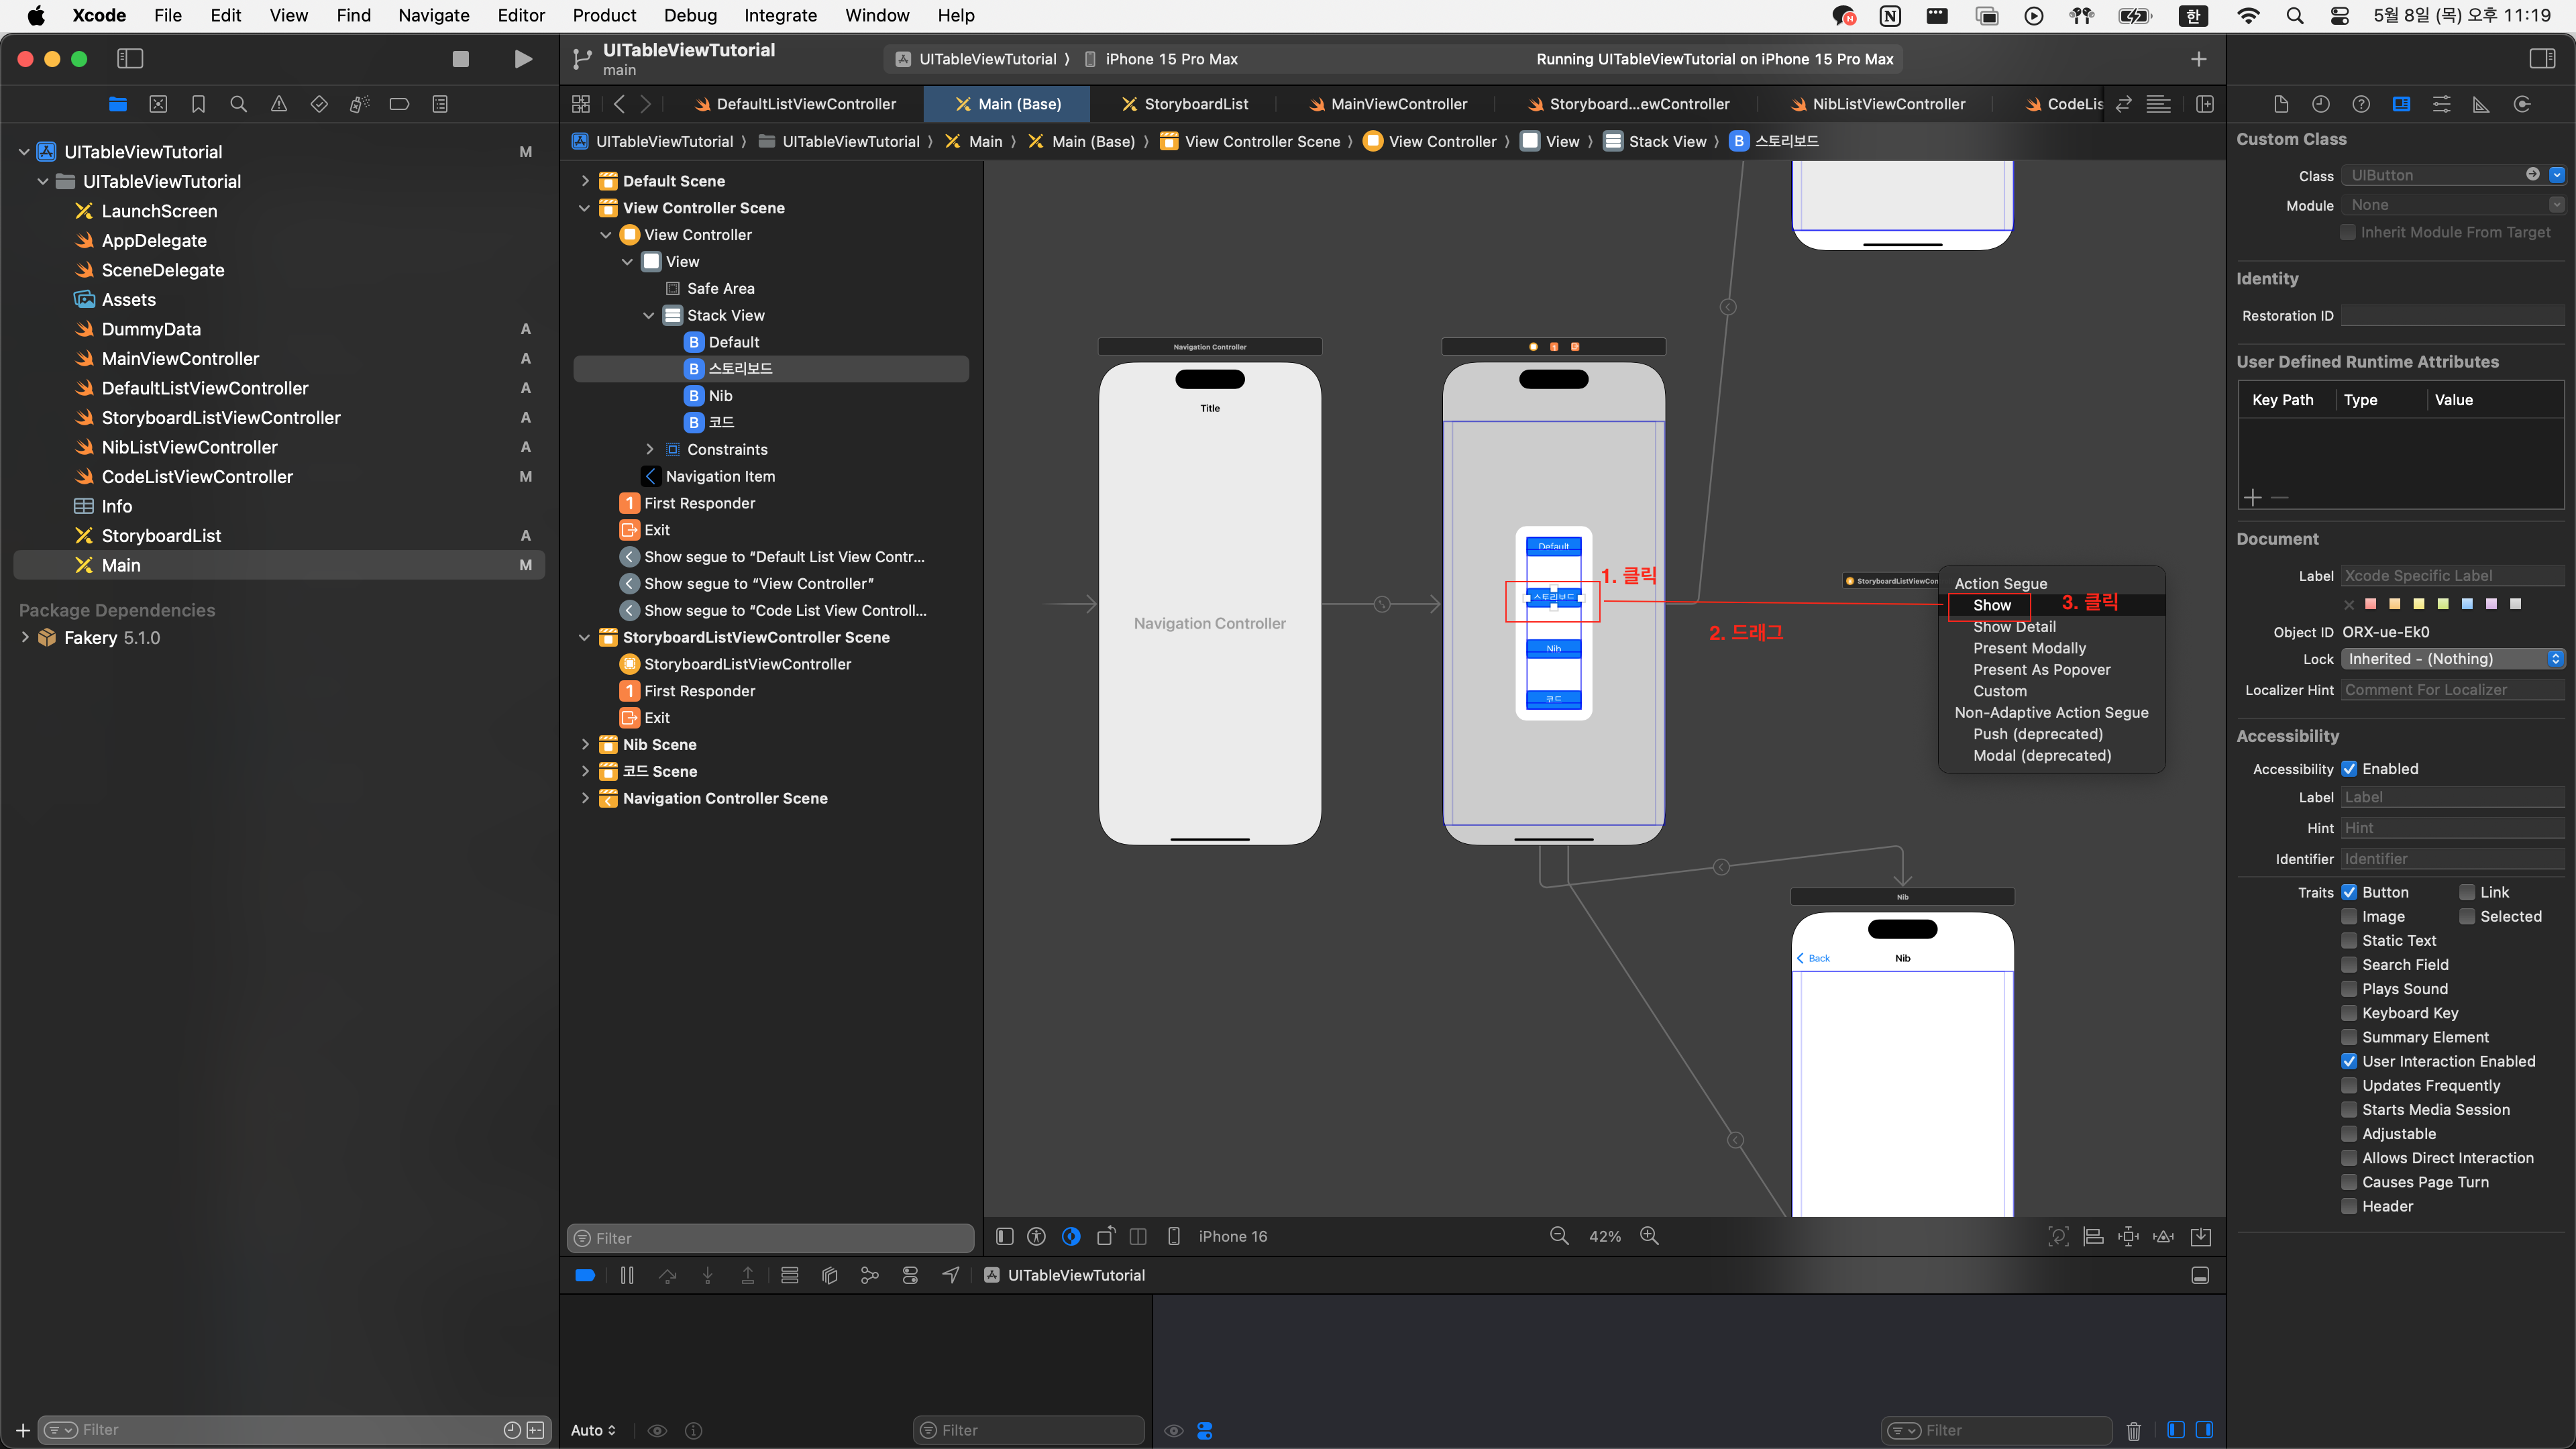 Xcode File Edit View Find Navigate Editor Product Debug Integrate Window Help
한 5월 8일 (목) 오후 11:19
UITableViewTutorial
main
UITableViewTutorial 〉 iPhone 15 Pro Max
Running UITableViewTutorial on iPhone 15 Pro Max
DefaultListViewController
Main (Base)
StoryboardList
MainViewController
Storyboard...ewController
NibListViewController
CodeLis
UITableViewTutorial 〉 UITableViewTutorial 〉 Main 〉 Main (Base) 〉 View Controller Scene 〉 View Controller 〉 View 〉 Stack View 〉 B 스토리보드
UITableViewTutorial M
UITableViewTutorial
LaunchScreen
AppDelegate
SceneDelegate
Assets
DummyData A
MainViewController A
DefaultListViewController A
StoryboardListViewController A
NibListViewController A
CodeListViewController M
Info
StoryboardList A
Main M
Package Dependencies
Fakery 5.1.0
Filter
Default Scene
View Controller Scene
View Controller
View
Safe Area
Stack View
B Default
B 스토리보드
B Nib
B 코드
Constraints
Navigation Item
1 First Responder
Exit
Show segue to “Default List View Contr...
Show segue to “View Controller”
Show segue to “Code List View Controll...
StoryboardListViewController Scene
StoryboardListViewController
1 First Responder
Exit
Nib Scene
코드 Scene
Navigation Controller Scene
Filter
Navigation Controller
Title
Navigation Controller
Default
스토리보드
Nib
코드
1. 클릭
2. 드래그
3. 클릭
StoryboardListViewCon
Action Segue
Show
Show Detail
Present Modally
Present As Popover
Custom
Non-Adaptive Action Segue
Push (deprecated)
Modal (deprecated)
Nib
Back
Nib
iPhone 16
42%
UITableViewTutorial
Auto
Filter
Filter
Custom Class
Class UIButton
Module None
Inherit Module From Target
Identity
Restoration ID
User Defined Runtime Attributes
Key Path Type Value
Document
Label Xcode Specific Label
Object ID ORX-ue-Ek0
Lock Inherited - (Nothing)
Localizer Hint Comment For Localizer
Accessibility
Accessibility Enabled
Label Label
Hint Hint
Identifier Identifier
Traits Button Link
Image Selected
Static Text
Search Field
Plays Sound
Keyboard Key
Summary Element
User Interaction Enabled
Updates Frequently
Starts Media Session
Adjustable
Allows Direct Interaction
Causes Page Turn
Header